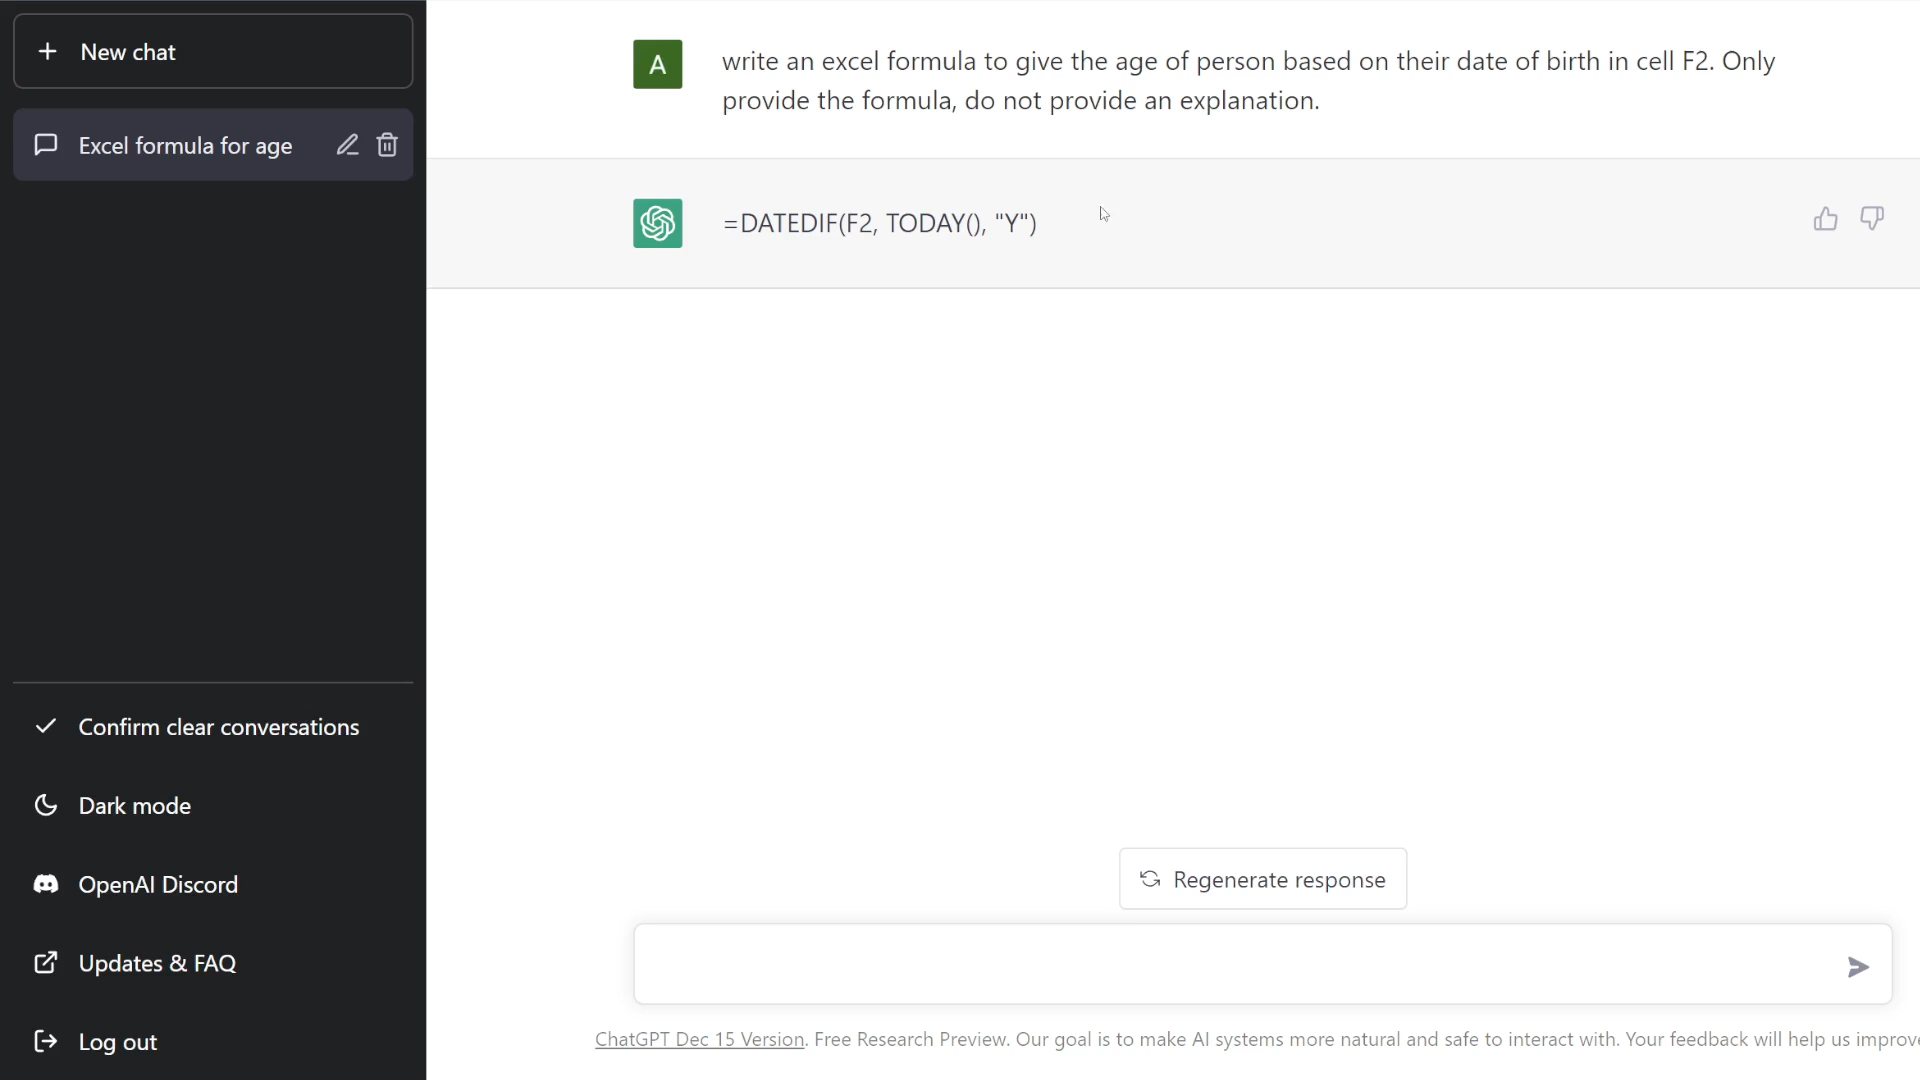 New chat
Excel formula for age
Confirm clear conversations
Dark mode
OpenAI Discord
Updates & FAQ
Log out
A
write an excel formula to give the age of person based on their date of birth in cell F2. Only
provide the formula, do not provide an explanation.
=DATEDIF(F2, TODAY(), "Y")
Regenerate response
ChatGPT Dec 15 Version. Free Research Preview. Our goal is to make AI systems more natural and safe to interact with. Your feedback will help us improve